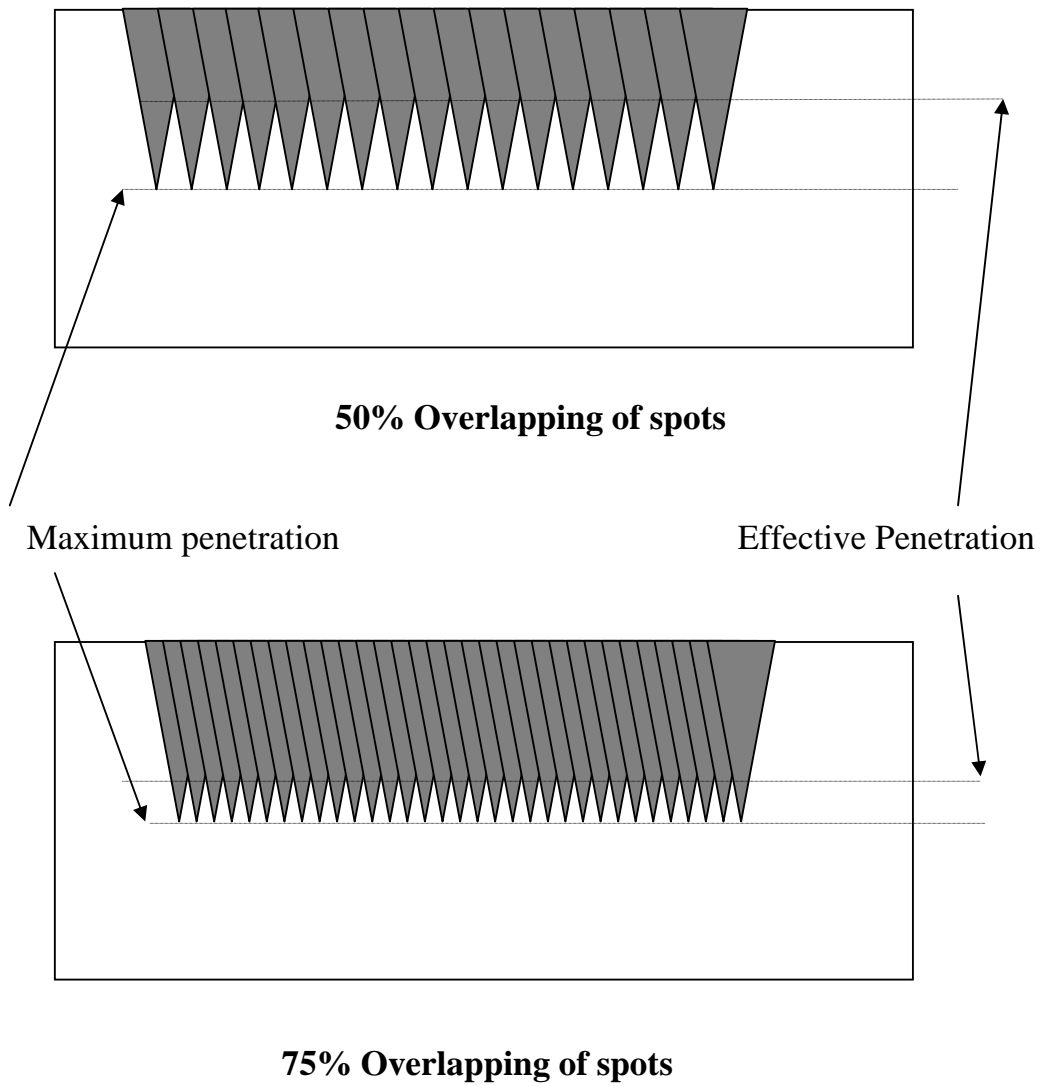 50% Overlapping of spots
Maximum penetration
Effective Penetration
75% Overlapping of spots